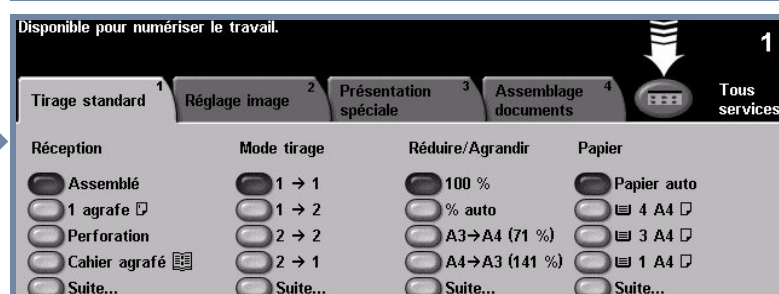 Disponible pour numériser le travail.
1
Tirage standard 1
Réglage image 2
Présentation spéciale 3
Assemblage documents 4
Tous services
Réception
Assemblé
1 agrafe
Perforation
Cahier agrafé
Suite...
Mode tirage
1 → 1
1 → 2
2 → 2
2 → 1
Suite...
Réduire/Agrandir
100 %
% auto
A3→A4 (71 %)
A4→A3 (141 %)
Suite...
Papier
Papier auto
4 A4
3 A4
1 A4
Suite...